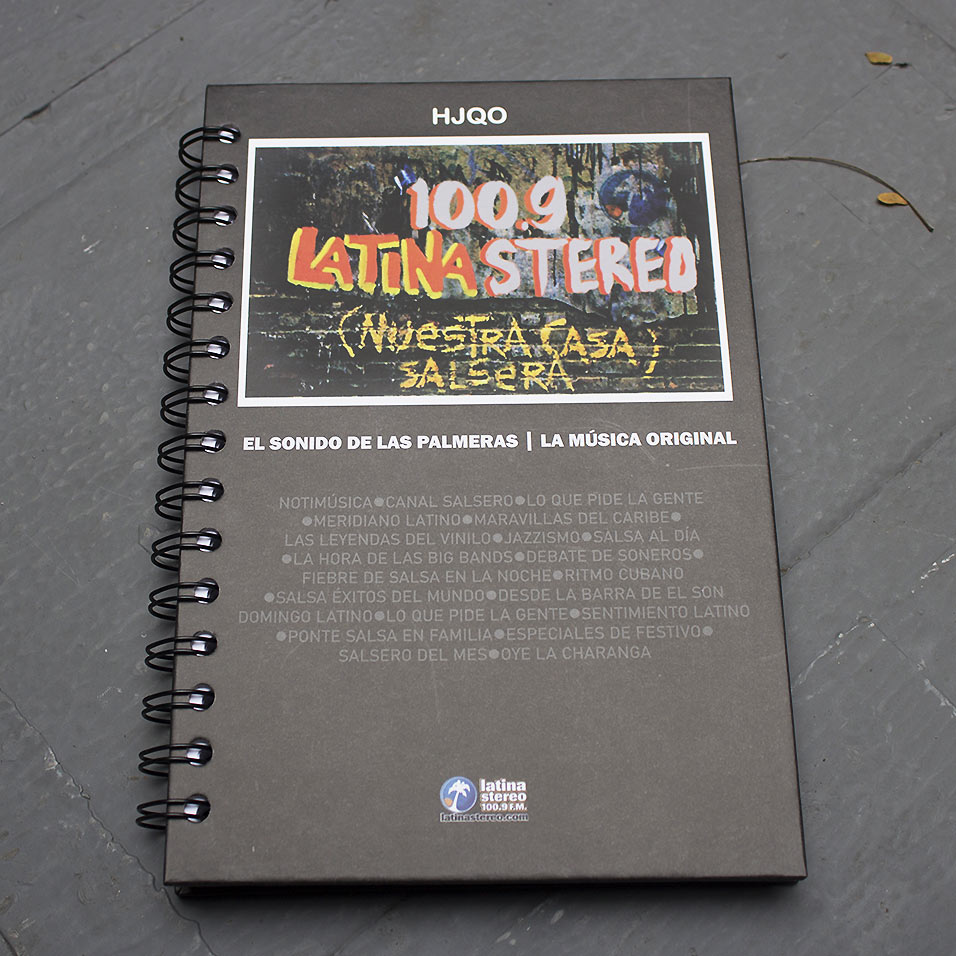 HJQO
100.9
LATINA STEREO
(NUESTRA CASA)
SALSERA
EL SONIDO DE LAS PALMERAS | LA MÚSICA ORIGINAL
NOTIMÚSICA●CANAL SALSERO●LO QUE PIDE LA GENTE
●MERIDIANO LATINO●MARAVILLAS DEL CARIBE●
LAS LEYENDAS DEL VINILO●JAZZISMO●SALSA AL DÍA
●LA HORA DE LAS BIG BANDS●DEBATE DE SONEROS●
FIEBRE DE SALSA EN LA NOCHE●RITMO CUBANO
●SALSA ÉXITOS DEL MUNDO●DESDE LA BARRA DE EL SON
DOMINGO LATINO●LO QUE PIDE LA GENTE●SENTIMIENTO LATINO
●PONTE SALSA EN FAMILIA●ESPECIALES DE FESTIVO●
SALSERO DEL MES●OYE LA CHARANGA
latina
stereo
100.9 F.M.
latinastereo.com